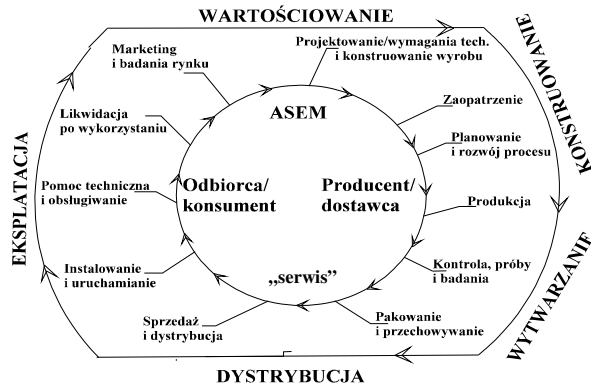 WARTOŚCIOWANIE
KONSTRUOWANIE
WYTWARZANIE
DYSTRYBUCJA
EKSPLATACJA
Marketing
i badania rynku
Projektowanie/wymagania tech.
i konstruowanie wyrobu
Zaopatrzenie
Planowanie
i rozwój procesu
Produkcja
Kontrola, próby
i badania
Pakowanie
i przechowywanie
Sprzedaż
i dystrybucja
Instalowanie
i uruchamianie
Pomoc techniczna
i obsługiwanie
Likwidacja
po wykorzystaniu
ASEM
Odbiorca/
konsument
Producent/
dostawca
„serwis”